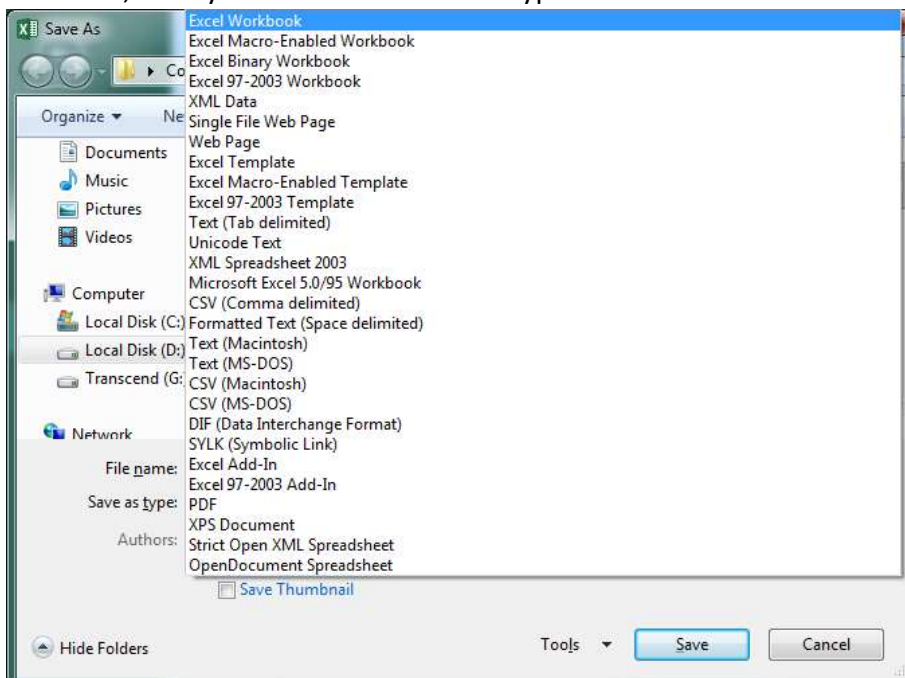 Save As
Excel Workbook
Excel Macro-Enabled Workbook
Excel Binary Workbook
Excel 97-2003 Workbook
XML Data
Single File Web Page
Web Page
Excel Template
Excel Macro-Enabled Template
Excel 97-2003 Template
Text (Tab delimited)
Unicode Text
XML Spreadsheet 2003
Microsoft Excel 5.0/95 Workbook
CSV (Comma delimited)
Formatted Text (Space delimited)
Text (Macintosh)
Text (MS-DOS)
CSV (Macintosh)
CSV (MS-DOS)
DIF (Data Interchange Format)
SYLK (Symbolic Link)
Excel Add-In
Excel 97-2003 Add-In
PDF
XPS Document
Strict Open XML Spreadsheet
OpenDocument Spreadsheet
Co
Organize
Ne
Documents
Music
Pictures
Videos
Computer
Local Disk (C:)
Local Disk (D:)
Transcend (G:
Network
File name:
Save as type:
Authors:
Save Thumbnail
Hide Folders
Tools
Save
Cancel